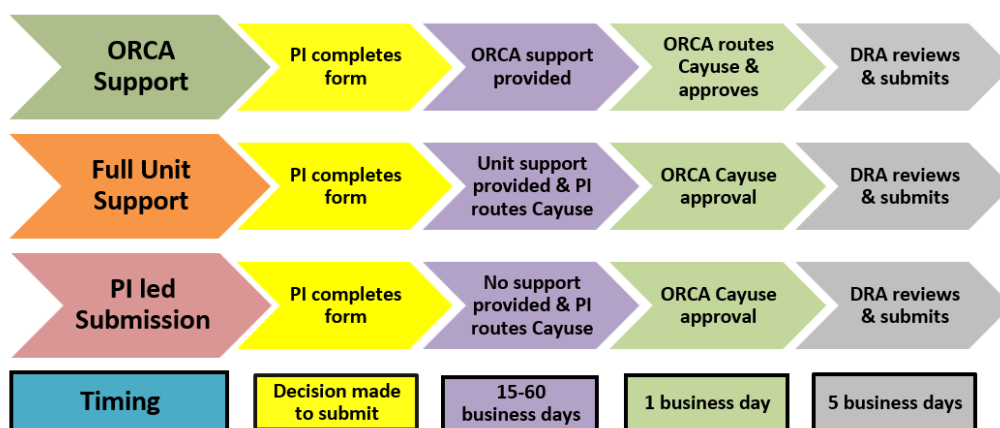 ORCA
Support
PI completes
form
ORCA support
provided
ORCA routes
Cayuse &
approves
DRA reviews
& submits
Full Unit
Support
PI completes
form
Unit support
provided & PI
routes Cayuse
ORCA Cayuse
approval
DRA reviews
& submits
PI led
Submission
PI completes
form
No support
provided & PI
routes Cayuse
ORCA Cayuse
approval
DRA reviews
& submits
Timing
Decision made
to submit
15-60
business days
1 business day
5 business days